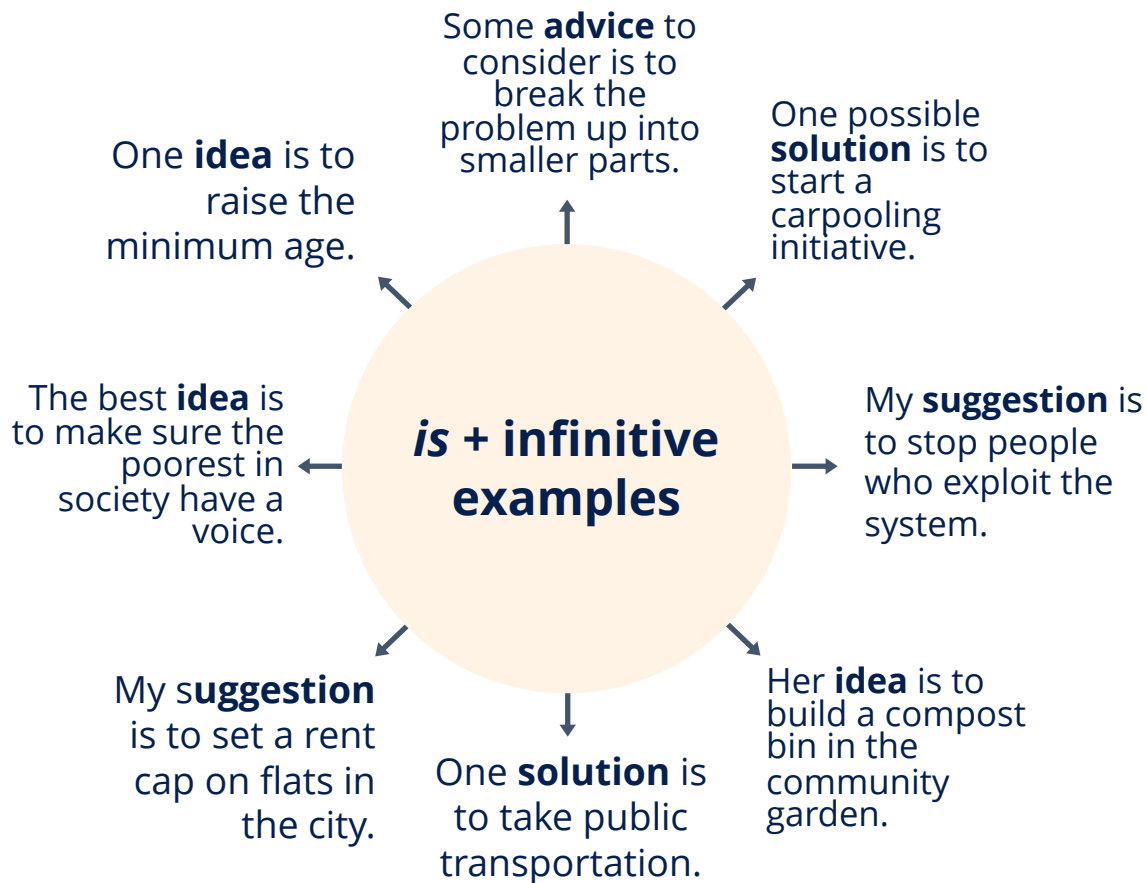 Some advice to
consider is to
break the
problem up into
smaller parts.
One possible
solution is to
start a
carpooling
initiative.
My suggestion is
to stop people
who exploit the
system.
Her idea is to
build a compost
bin in the
community
garden.
One solution is
to take public
transportation.
My suggestion
is to set a rent
cap on flats in
the city.
The best idea is
to make sure the
poorest in
society have a
voice.
One idea is to
raise the
minimum age.
is + infinitive
examples